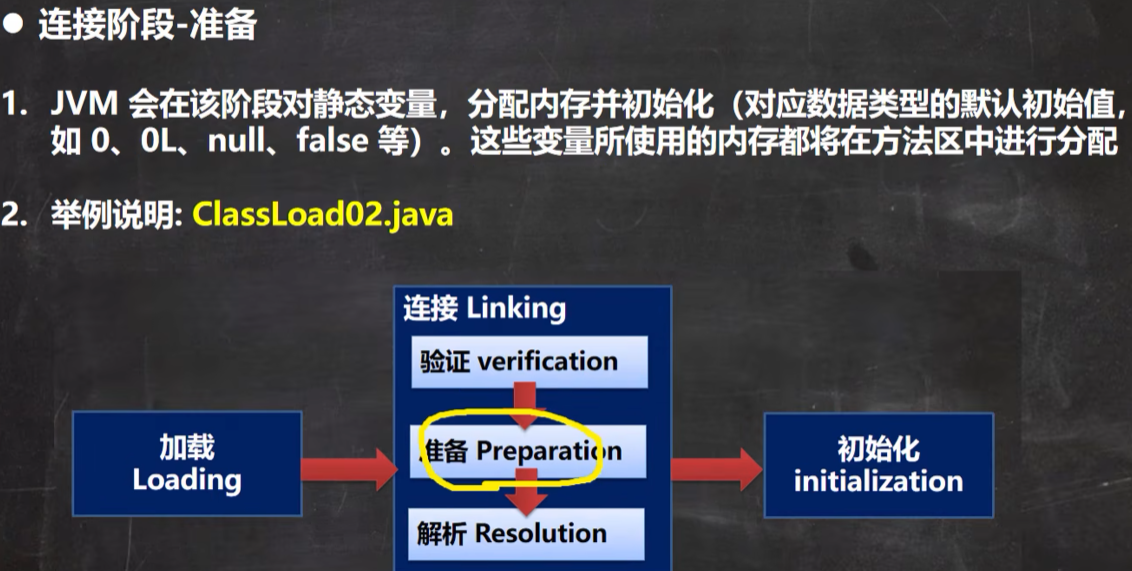 ● 连接阶段-准备
1. JVM 会在该阶段对静态变量，分配内存并初始化（对应数据类型的默认初始值，
如 0、0L、null、false 等）。这些变量所使用的内存都将在方法区中进行分配
2. 举例说明: ClassLoad02.java
连接 Linking
验证 verification
准备 Preparation
解析 Resolution
加载
Loading
初始化
initialization